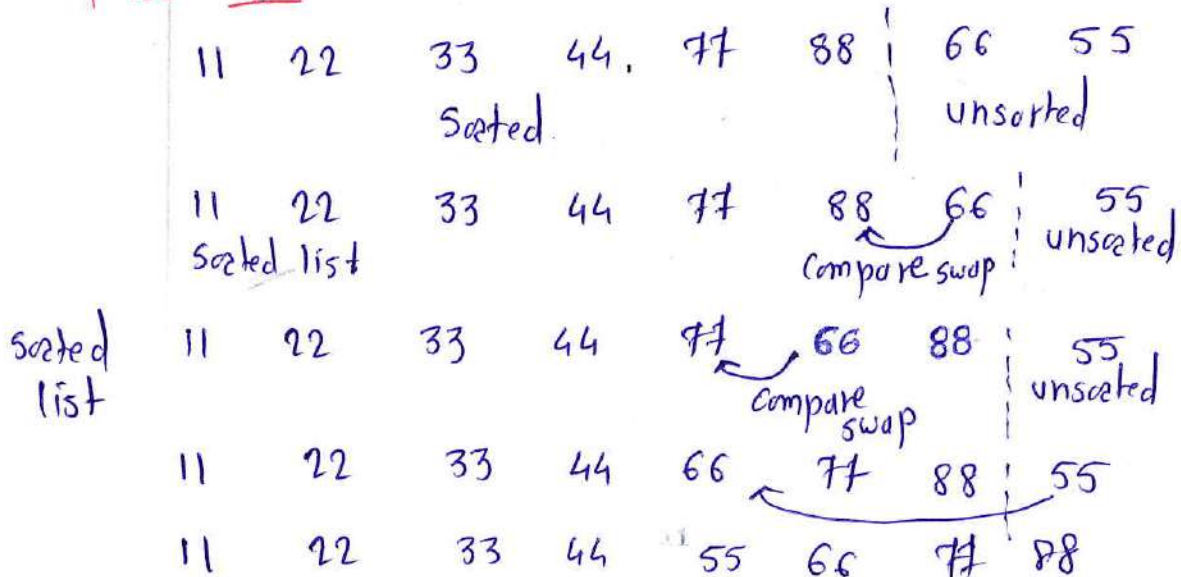 11 22 33 44. 77 88 66 55
Sorted unsorted
11 22 33 44 77 88 66 55
Sorted list Compare swap unsorted
Sorted list 11 22 33 44 77 66 88 55
Compare swap unsorted
11 22 33 44 66 77 88 55
11 22 33 44 55 66 77 88